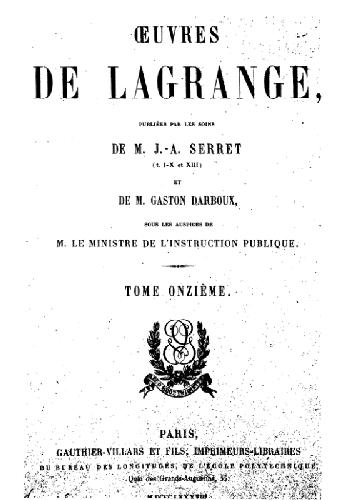 ŒUVRES
DE LAGRANGE,
PUBLIÉES PAR LES SOINS
DE M. J.-A. SERRET
(t. I-X et XIII)
ET
DE M. GASTON DARBOUX,
SOUS LES AUSPICES DE
M. LE MINISTRE DE L'INSTRUCTION PUBLIQUE.
TOME ONZIÈME.
PARIS,
GAUTHIER-VILLARS ET FILS, IMPRIMEURS-LIBRAIRES
DU BUREAU DES LONGITUDES, DE L'ÉCOLE POLYTECHNIQUE,
Quai des Grands-Augustins, 55